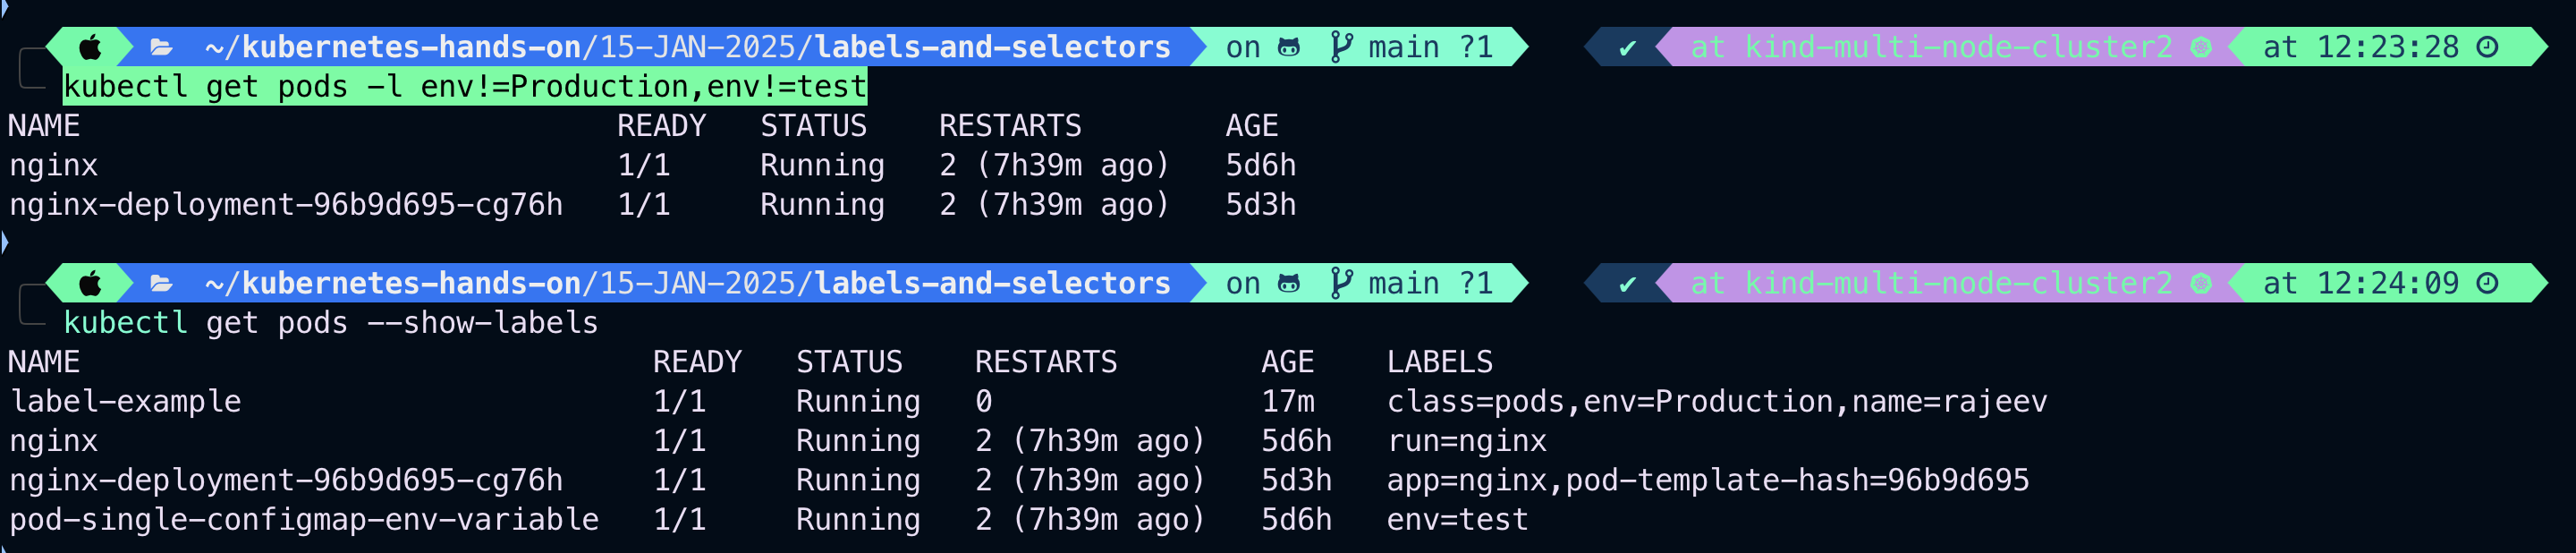 ~/kubernetes-hands-on/15-JAN-2025/labels-and-selectors on main ?1 ✔ at kind-multi-node-cluster2 at 12:23:28
kubectl get pods -l env!=Production,env!=test
NAME READY STATUS RESTARTS AGE
nginx 1/1 Running 2 (7h39m ago) 5d6h
nginx-deployment-96b9d695-cg76h 1/1 Running 2 (7h39m ago) 5d3h
~/kubernetes-hands-on/15-JAN-2025/labels-and-selectors on main ?1 ✔ at kind-multi-node-cluster2 at 12:24:09
kubectl get pods --show-labels
NAME READY STATUS RESTARTS AGE LABELS
label-example 1/1 Running 0 17m class=pods,env=Production,name=rajeev
nginx 1/1 Running 2 (7h39m ago) 5d6h run=nginx
nginx-deployment-96b9d695-cg76h 1/1 Running 2 (7h39m ago) 5d3h app=nginx,pod-template-hash=96b9d695
pod-single-configmap-env-variable 1/1 Running 2 (7h39m ago) 5d6h env=test